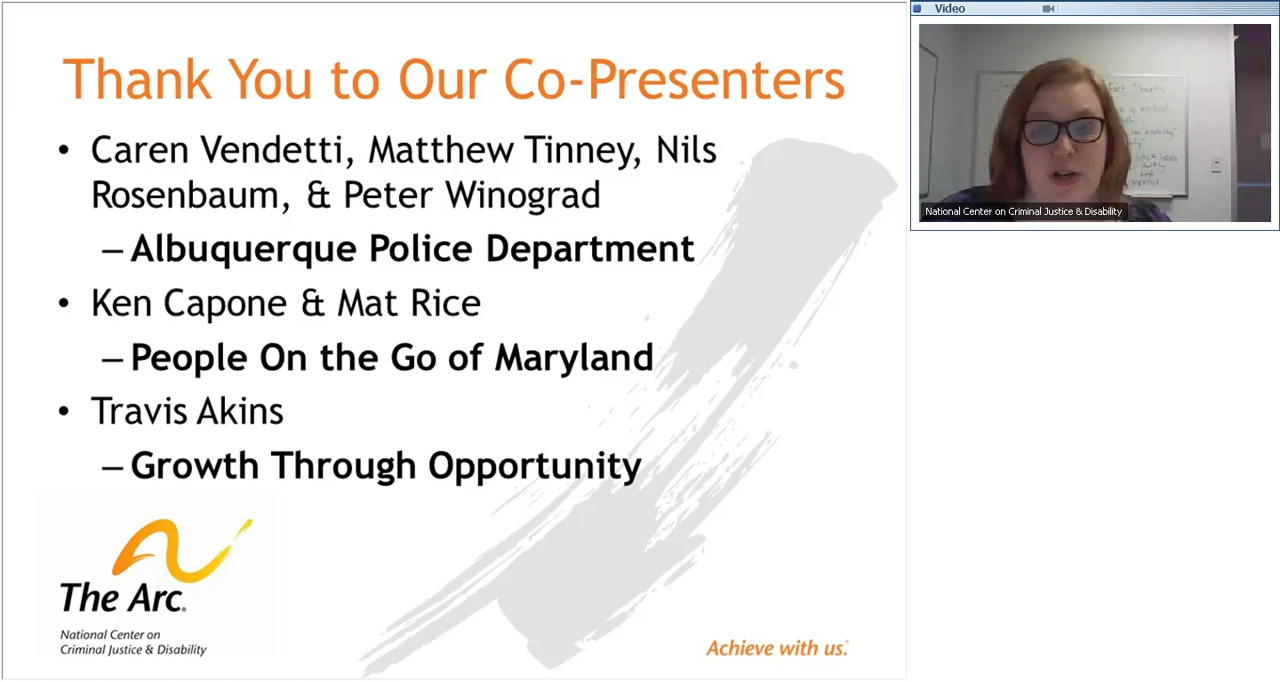 Thank You to Our Co-Presenters
• Caren Vendetti, Matthew Tinney, Nils
Rosenbaum, & Peter Winograd
– Albuquerque Police Department
• Ken Capone & Mat Rice
– People On the Go of Maryland
• Travis Akins
– Growth Through Opportunity
The Arc®
National Center on
Criminal Justice & Disability
Achieve with us.®
Video
Fact Sheets
National Center on Criminal Justice & Disability